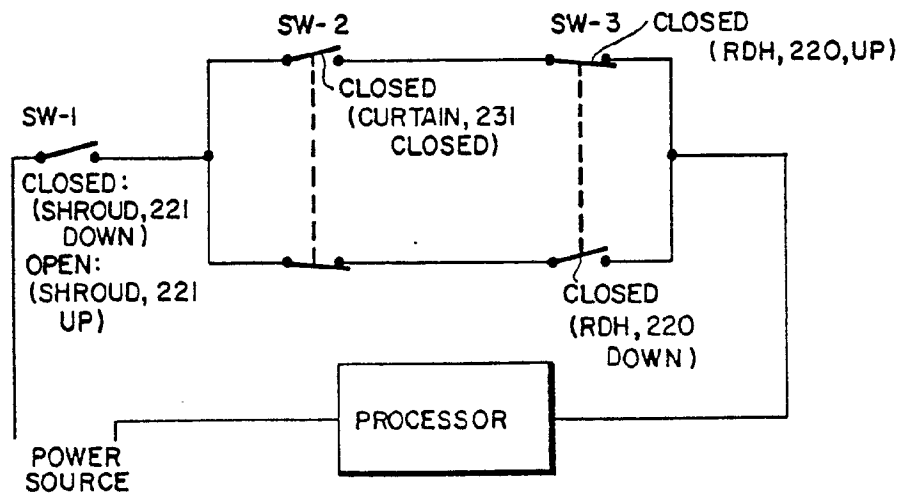 SW-2
SW-3
CLOSED
(RDH, 220, UP)
CLOSED
(CURTAIN, 231
CLOSED)
SW-1
CLOSED:
(SHROUD, 221
DOWN)
OPEN:
(SHROUD, 221
UP)
CLOSED
(RDH, 220
DOWN)
PROCESSOR
POWER
SOURCE